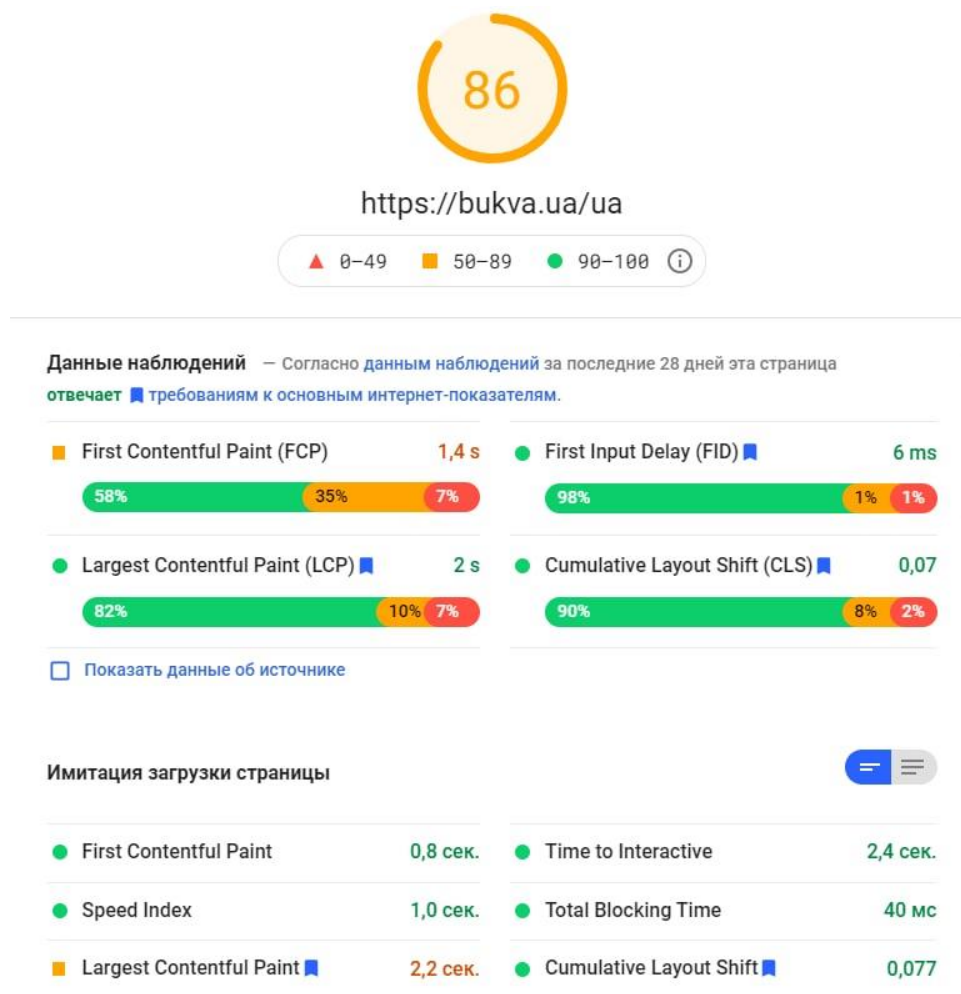 86
https://bukva.ua/ua
0–49 50–89 90–100
Данные наблюдений — Согласно данным наблюдений за последние 28 дней эта страница
отвечает требованиям к основным интернет-показателям.
First Contentful Paint (FCP) 1,4 s
58% 35% 7%
First Input Delay (FID) 6 ms
98% 1% 1%
Largest Contentful Paint (LCP) 2 s
82% 10% 7%
Cumulative Layout Shift (CLS) 0,07
90% 8% 2%
Показать данные об источнике
Имитация загрузки страницы
First Contentful Paint 0,8 сек.
Time to Interactive 2,4 сек.
Speed Index 1,0 сек.
Total Blocking Time 40 мс
Largest Contentful Paint 2,2 сек.
Cumulative Layout Shift 0,077